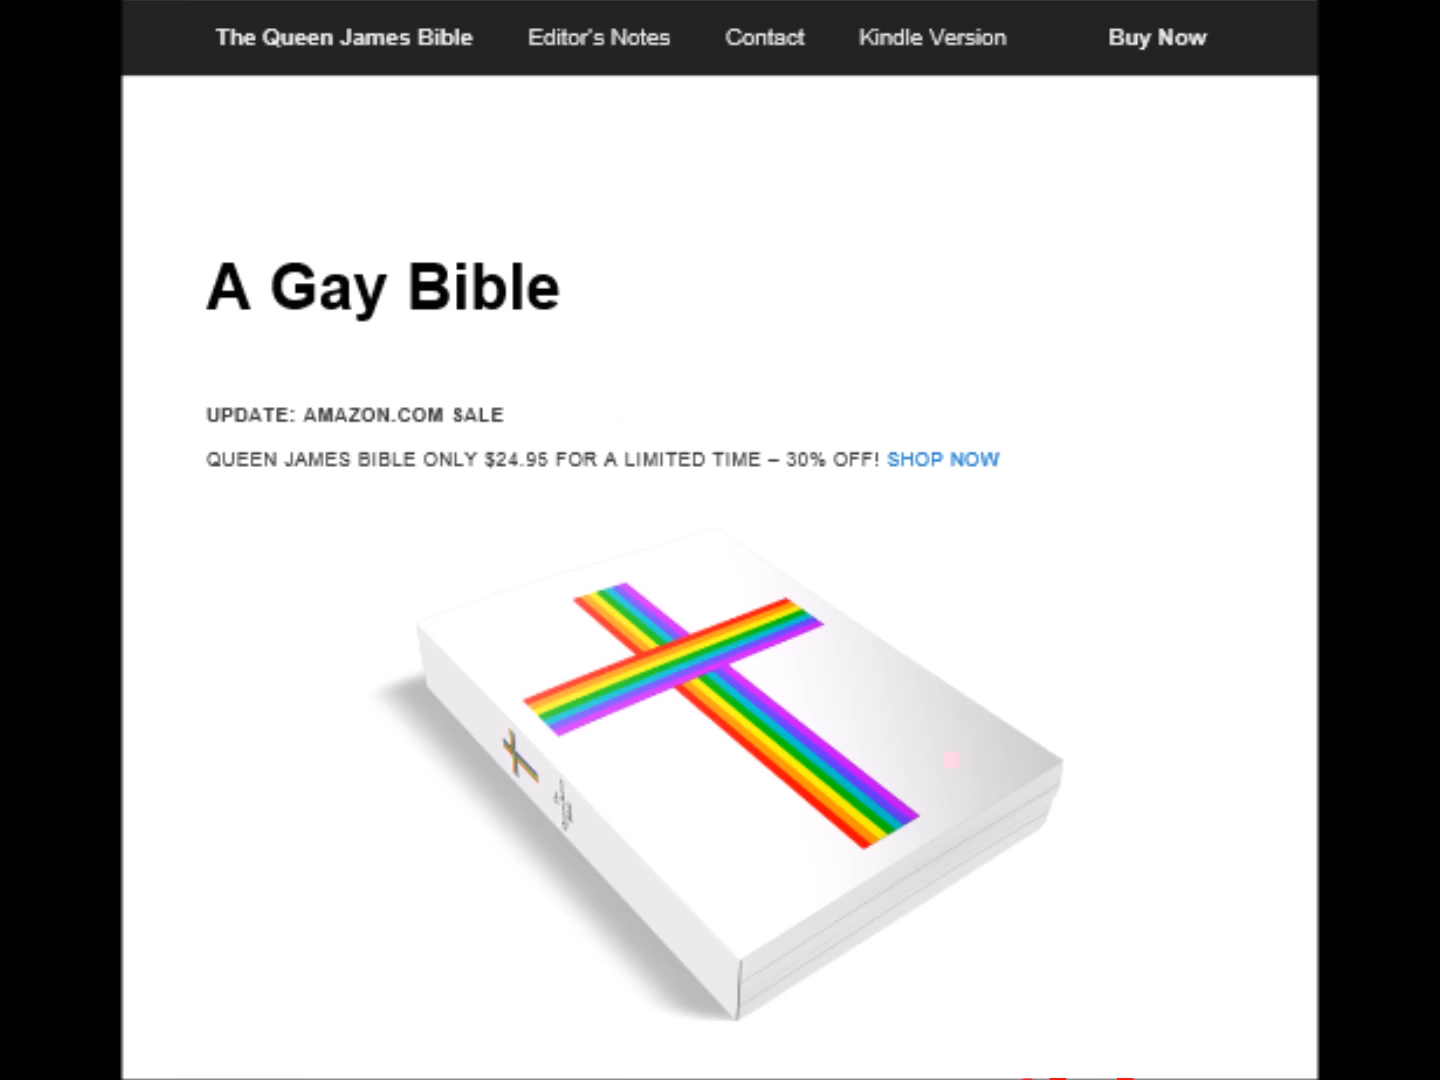 The Queen James Bible Editor's Notes Contact Kindle Version Buy Now
A Gay Bible
UPDATE: AMAZON.COM SALE
QUEEN JAMES BIBLE ONLY $24.95 FOR A LIMITED TIME – 30% OFF! SHOP NOW